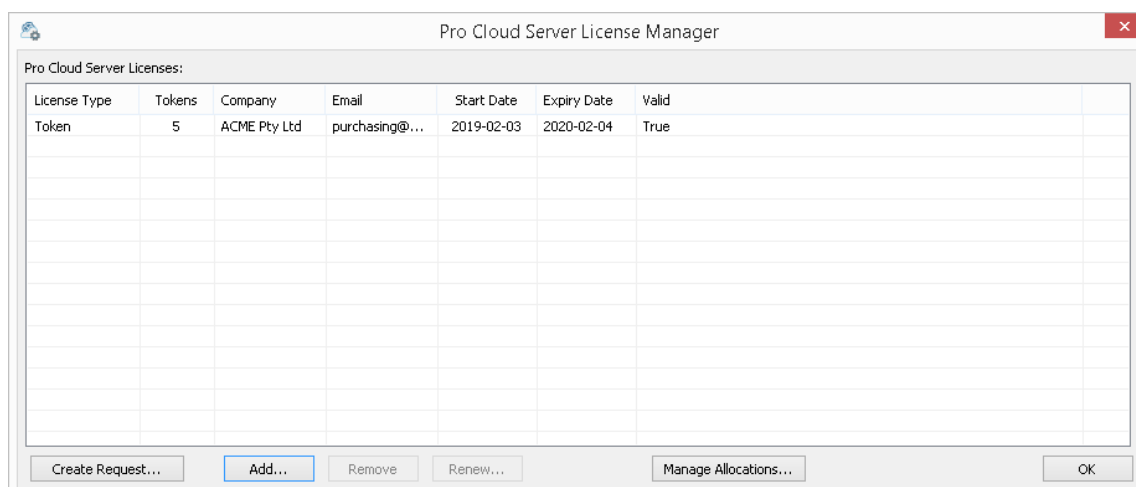 Pro Cloud Server License Manager
Pro Cloud Server Licenses:
License Type Tokens Company Email Start Date Expiry Date Valid
Token 5 ACME Pty Ltd purchasing@... 2019-02-03 2020-02-04 True
Create Request... Add... Remove Renew... Manage Allocations... OK